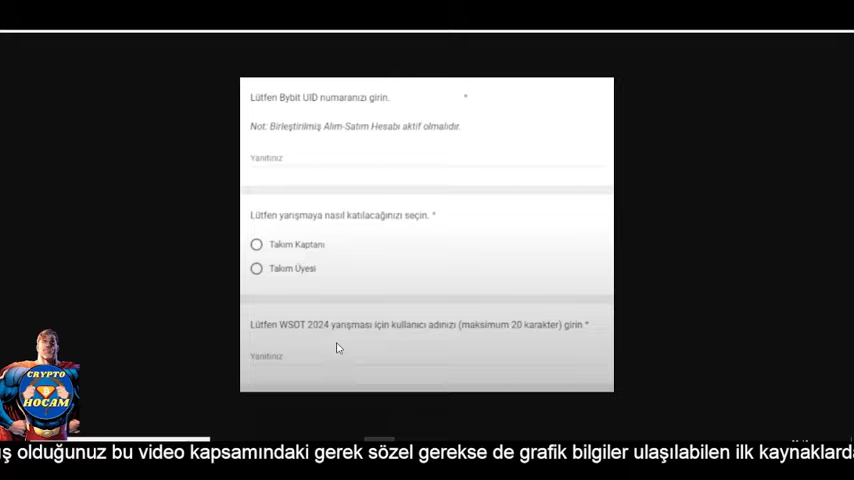 Lütfen Bybit UID numaranızı girin. *
Not: Birleştirilmiş Alım-Satım Hesabı aktif olmalıdır.
Yanıtınız
Lütfen yarışmaya nasıl katılacağınızı seçin. *
Takım Kaptanı
Takım Üyesi
Lütfen WSOT 2024 yarışması için kullanıcı adınızı (maksimum 20 karakter) girin *
Yanıtınız
CRYPTO
HOCAM
ış olduğunuz bu video kapsamındaki gerek sözel gerekse de grafik bilgiler ulaşılabilen ilk kaynaklarda